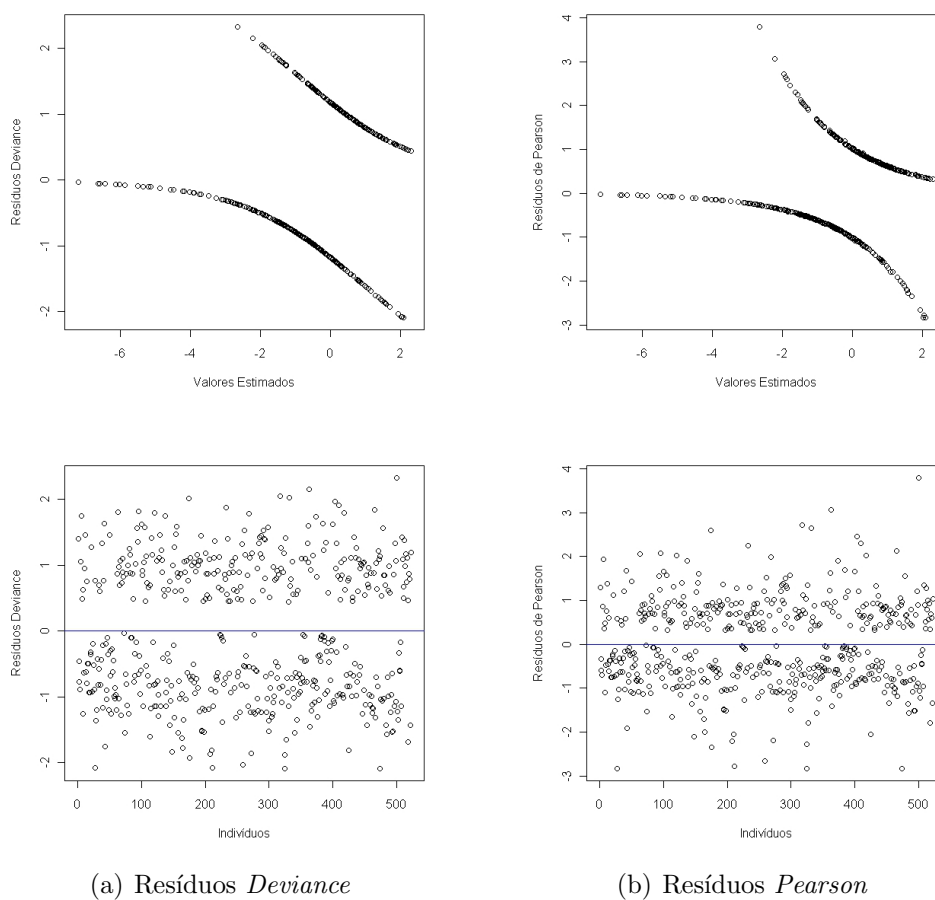 Resíduos Deviance
-2 -1 0 1 2
-6 -4 -2 0 2
Valores Estimados
Resíduos de Pearson
-3 -2 -1 0 1 2 3 4
-6 -4 -2 0 2
Valores Estimados
Resíduos Deviance
-2 -1 0 1 2
0 100 200 300 400 500
Indivíduos
Resíduos de Pearson
-3 -2 -1 0 1 2 3 4
0 100 200 300 400 500
Indivíduos
(a) Resíduos Deviance
(b) Resíduos Pearson